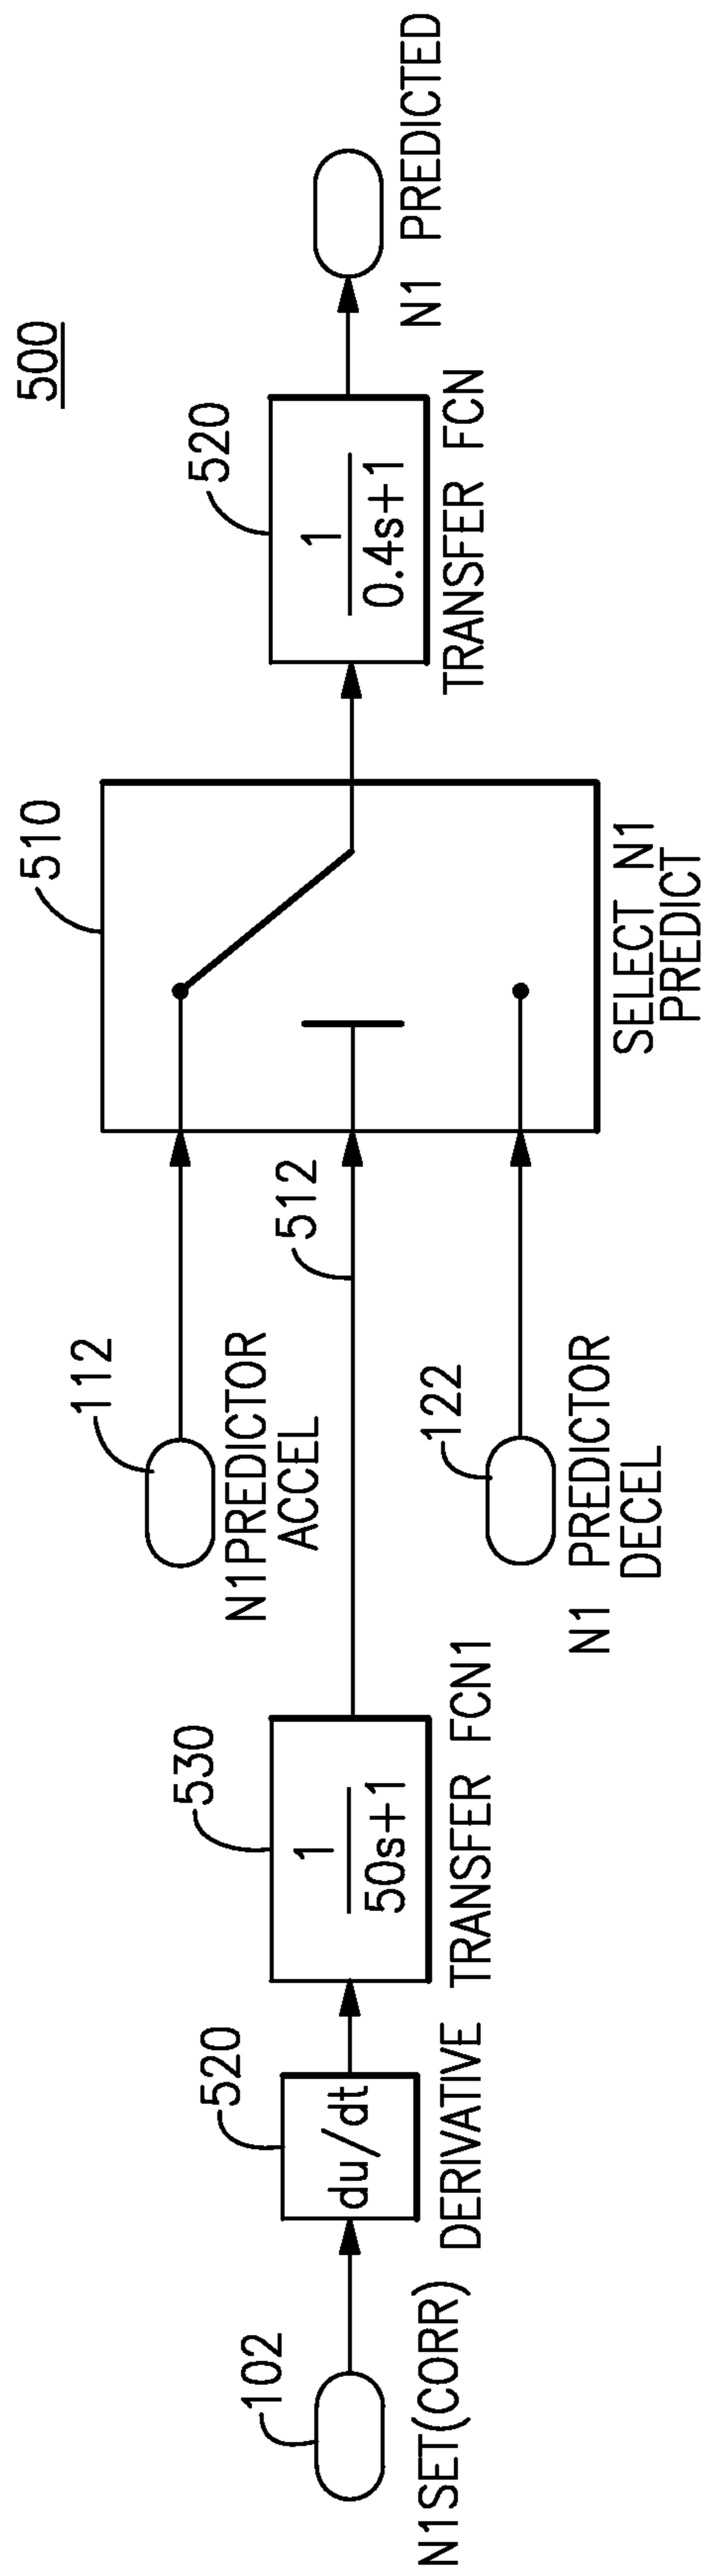 500
102
N1SET(CORR)
520
du/dt
DERIVATIVE
530
1
50s+1
TRANSFER FCN1
112
N1PREDICTOR
ACCEL
512
122
N1 PREDICTOR
DECEL
510
SELECT N1
PREDICT
520
1
0.4s+1
TRANSFER FCN
N1 PREDICTED